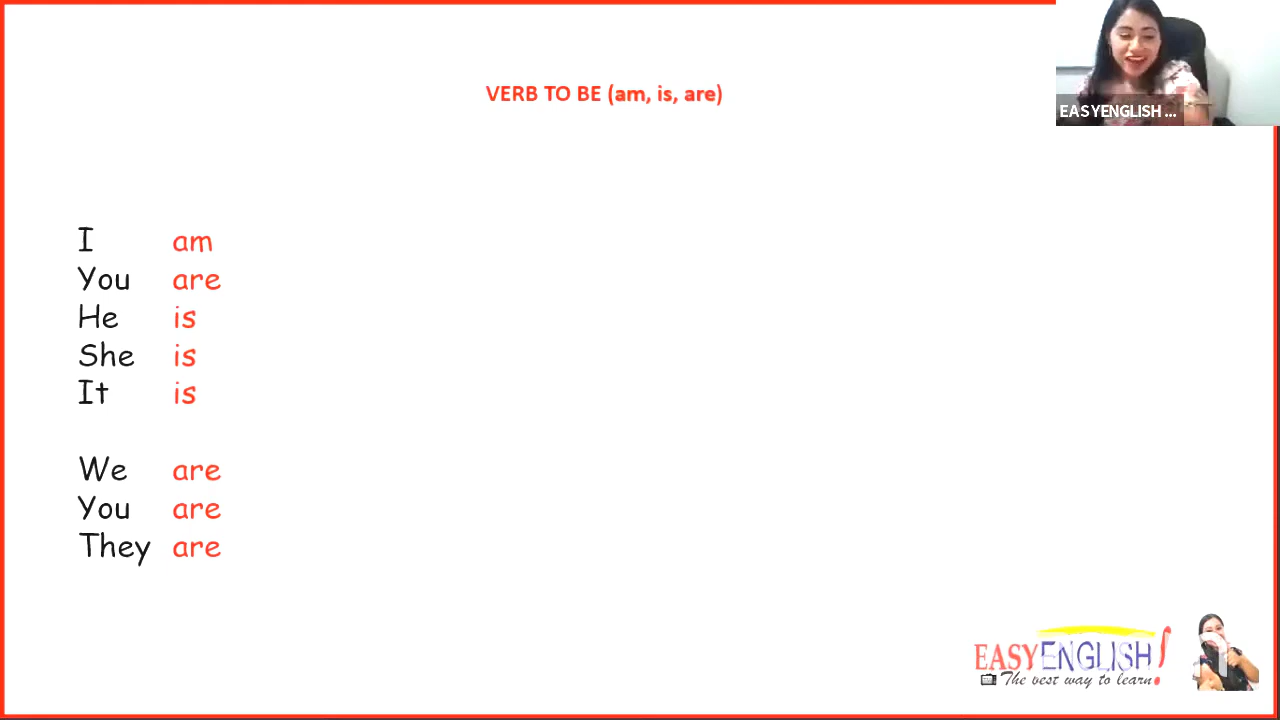 VERB TO BE (am, is, are)
EASYENGLISH ...
I am
You are
He is
She is
It is
We are
You are
They are
EASYENGLISH!
The best way to learn!